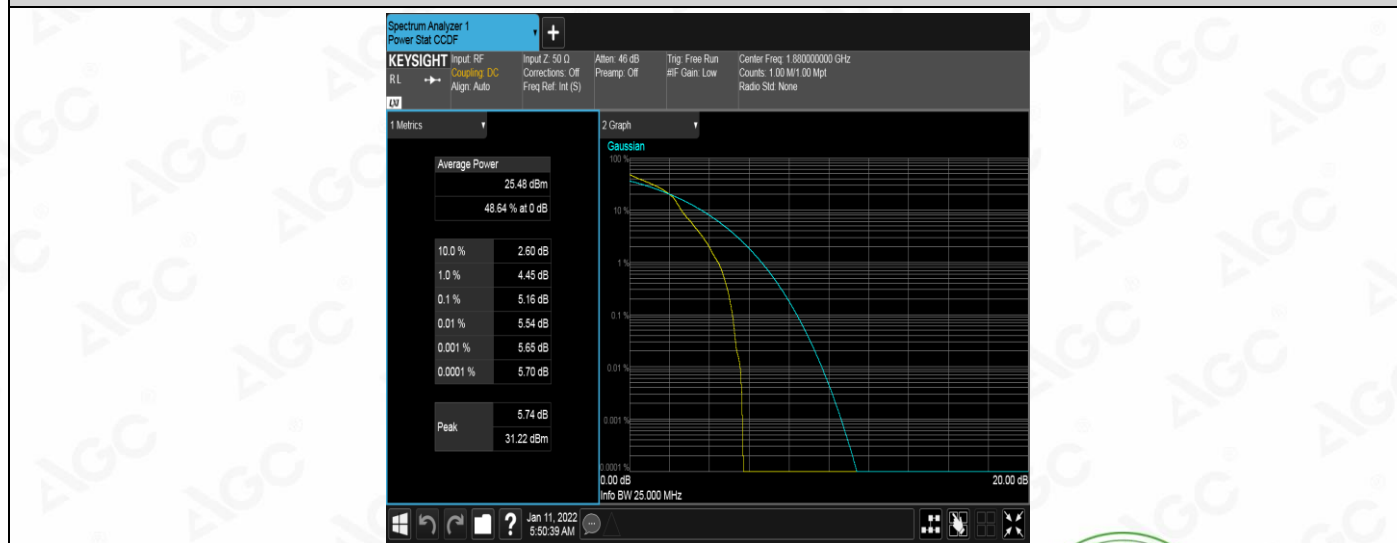 Spectrum Analyzer 1
Power Stat CCDF
+
KEYSIGHT
Input: RF
Coupling: DC
Align: Auto
Input Z: 50 Ω
Corrections: Off
Freq Ref: Int (S)
Atten: 46 dB
Preamp: Off
Trig: Free Run
#IF Gain: Low
Center Freq: 1.880000000 GHz
Counts: 1.00 M/1.00 Mpt
Radio Std: None
RL
LXI
1 Metrics
Average Power
25.48 dBm
48.64 % at 0 dB
10.0 % 2.60 dB
1.0 % 4.45 dB
0.1 % 5.16 dB
0.01 % 5.54 dB
0.001 % 5.65 dB
0.0001 % 5.70 dB
Peak
5.74 dB
31.22 dBm
2 Graph
Gaussian
100 %
10 %
1 %
0.1 %
0.01 %
0.001 %
0.0001 %
0.00 dB 20.00 dB
Info BW 25.000 MHz
?
Jan 11, 2022
5:50:39 AM
AGC